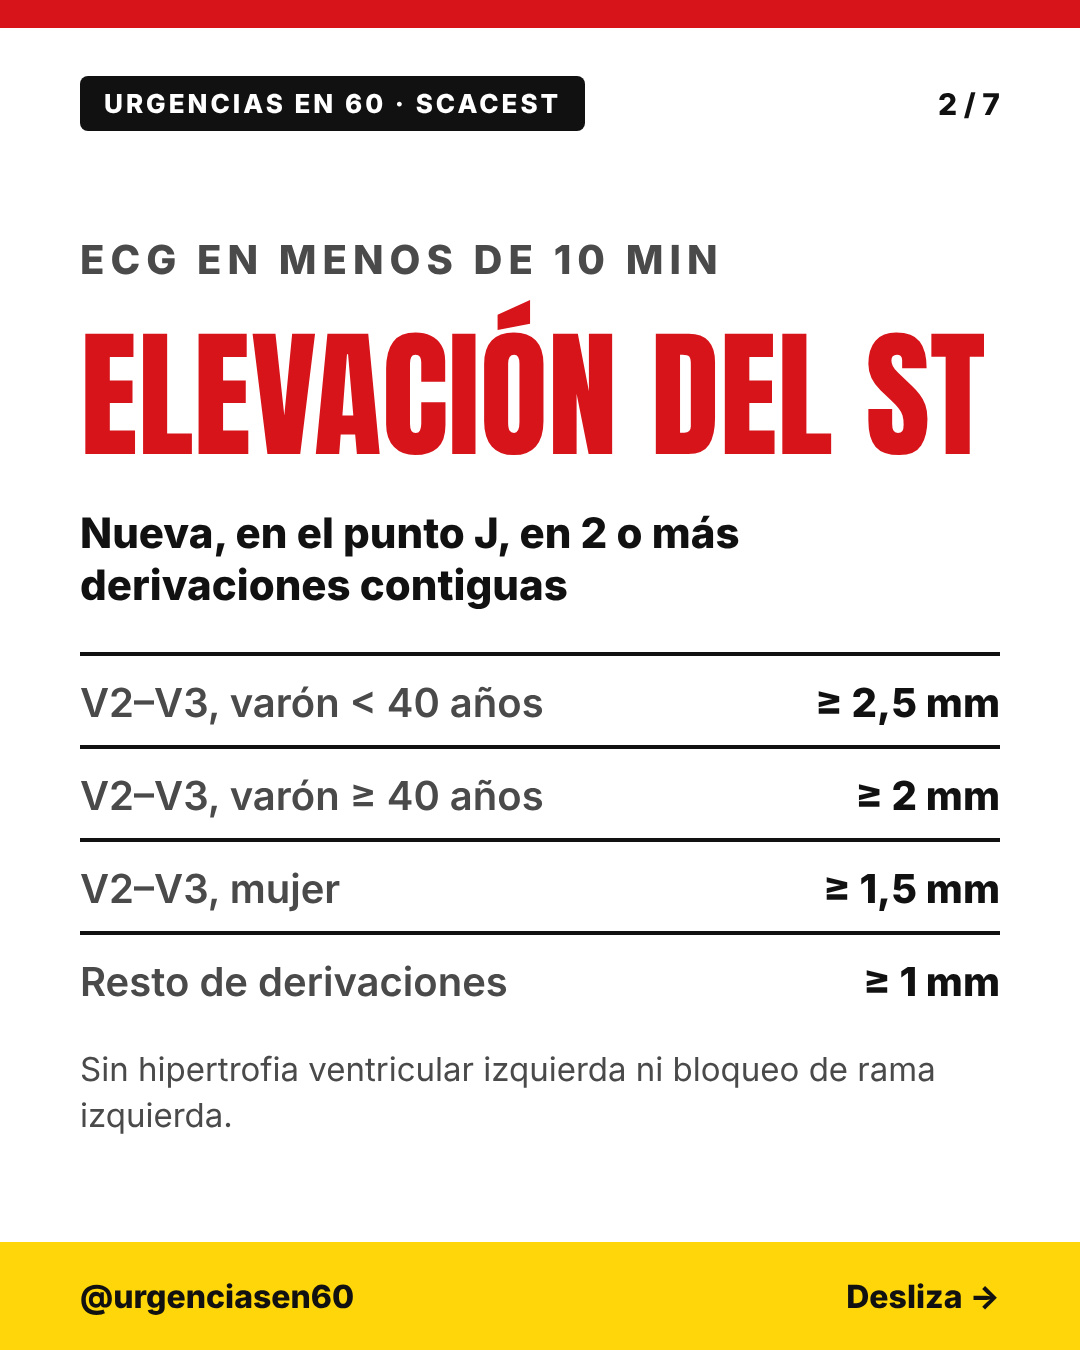 URGENCIAS EN 60 · SCACEST
2 / 7
ECG EN MENOS DE 10 MIN
ELEVACIÓN DEL ST
Nueva, en el punto J, en 2 o más
derivaciones contiguas
V2–V3, varón < 40 años ≥ 2,5 mm
V2–V3, varón ≥ 40 años ≥ 2 mm
V2–V3, mujer ≥ 1,5 mm
Resto de derivaciones ≥ 1 mm
Sin hipertrofia ventricular izquierda ni bloqueo de rama
izquierda.
@urgenciasen60
Desliza →